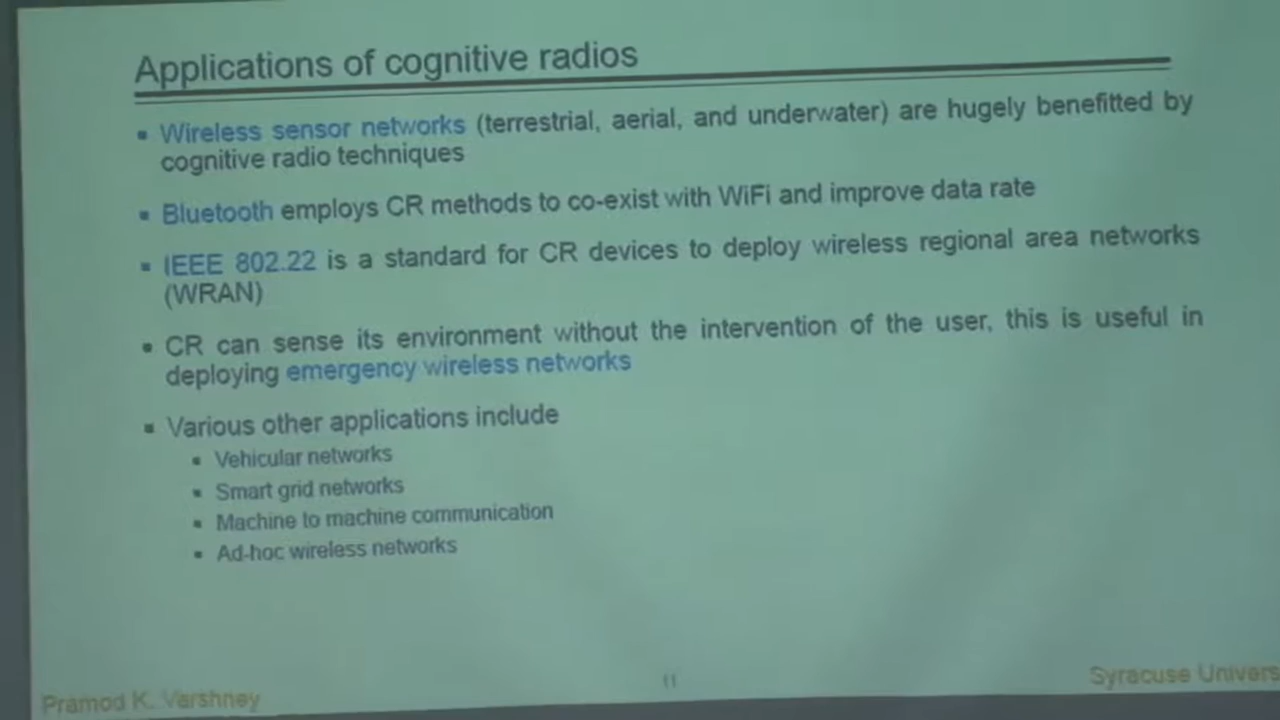 Applications of cognitive radios
▪ Wireless sensor networks (terrestrial, aerial, and underwater) are hugely benefitted by
cognitive radio techniques
▪ Bluetooth employs CR methods to co-exist with WiFi and improve data rate
▪ IEEE 802.22 is a standard for CR devices to deploy wireless regional area networks
(WRAN)
▪ CR can sense its environment without the intervention of the user, this is useful in
deploying emergency wireless networks
▪ Various other applications include
▪ Vehicular networks
▪ Smart grid networks
▪ Machine to machine communication
▪ Ad-hoc wireless networks
Pramod K. Varshney
11
Syracuse Univers